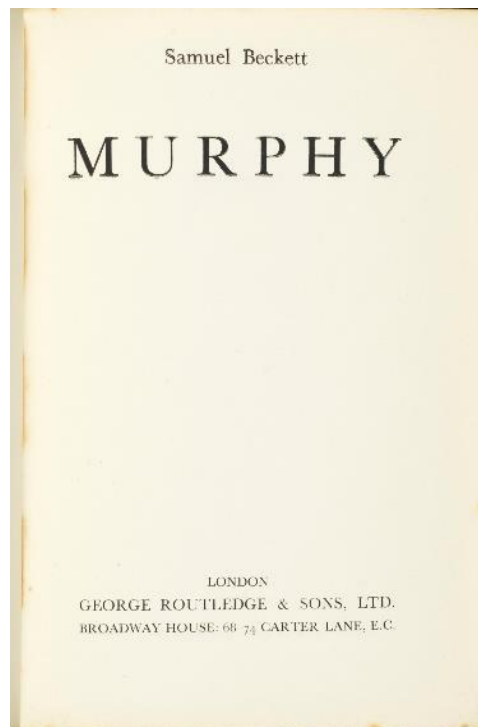 Samuel Beckett
MURPHY
LONDON
GEORGE ROUTLEDGE & SONS, LTD.
BROADWAY HOUSE: 68 74 CARTER LANE, E.C.